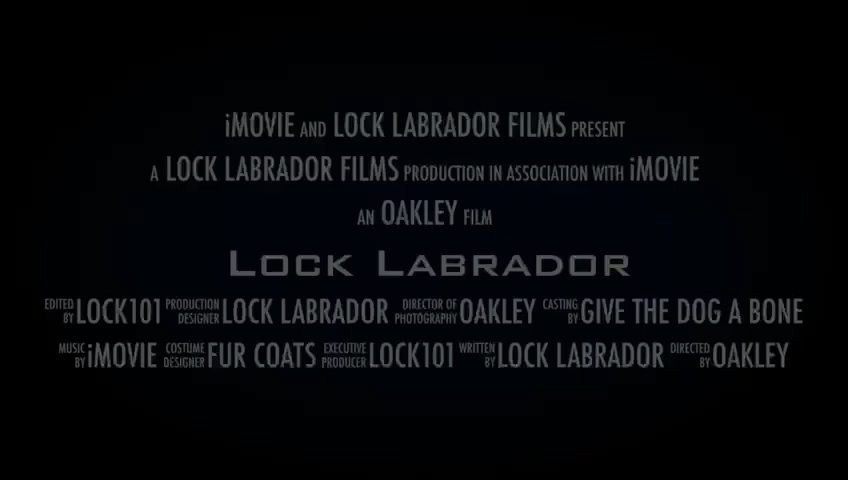 iMOVIE AND LOCK LABRADOR FILMS PRESENT
A LOCK LABRADOR FILMS PRODUCTION IN ASSOCIATION WITH iMOVIE
AN OAKLEY FILM
LOCK LABRADOR
EDITED BY LOCK101 PRODUCTION DESIGNER LOCK LABRADOR DIRECTOR OF PHOTOGRAPHY OAKLEY CASTING BY GIVE THE DOG A BONE
MUSIC BY iMOVIE COSTUME DESIGNER FUR COATS EXECUTIVE PRODUCER LOCK101 WRITTEN BY LOCK LABRADOR DIRECTED BY OAKLEY